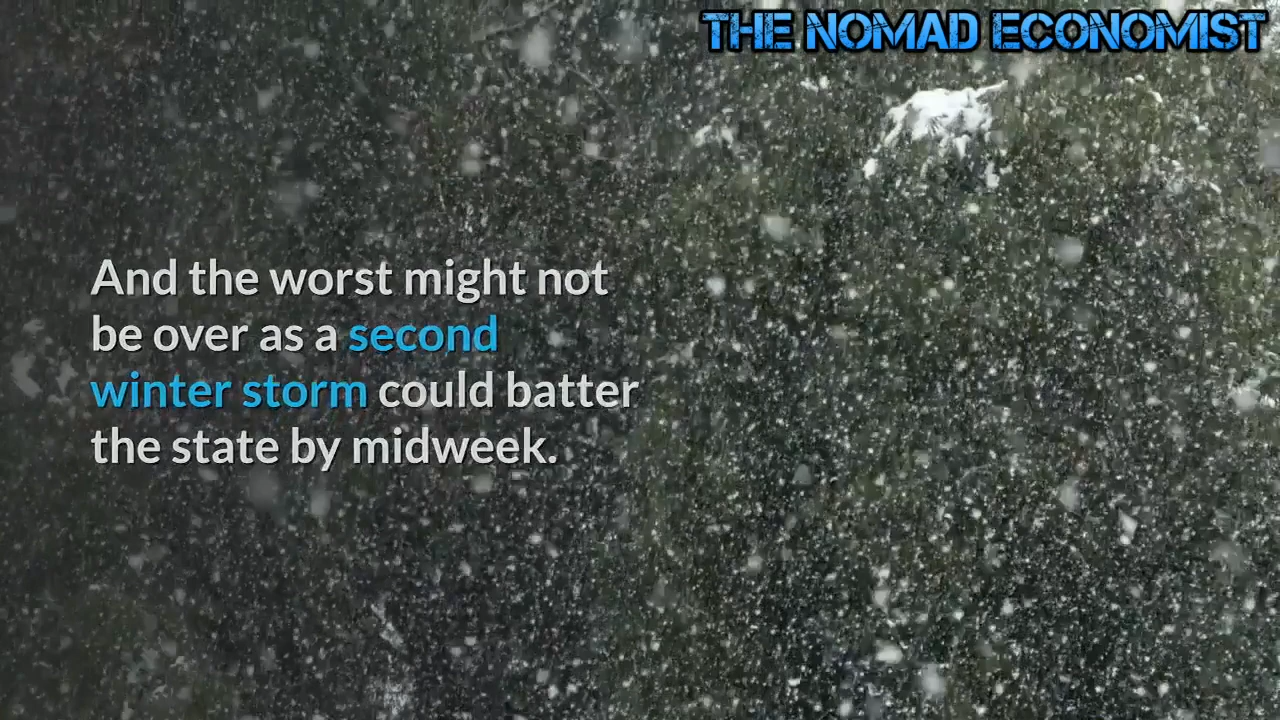 THE NOMAD ECONOMIST
And the worst might not
be over as a second
winter storm could batter
the state by midweek.